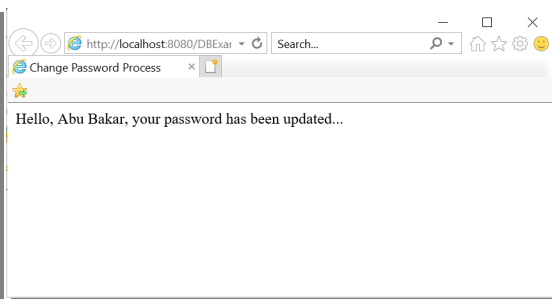 http://localhost:8080/DBExar
Search...
Change Password Process
Hello, Abu Bakar, your password has been updated...